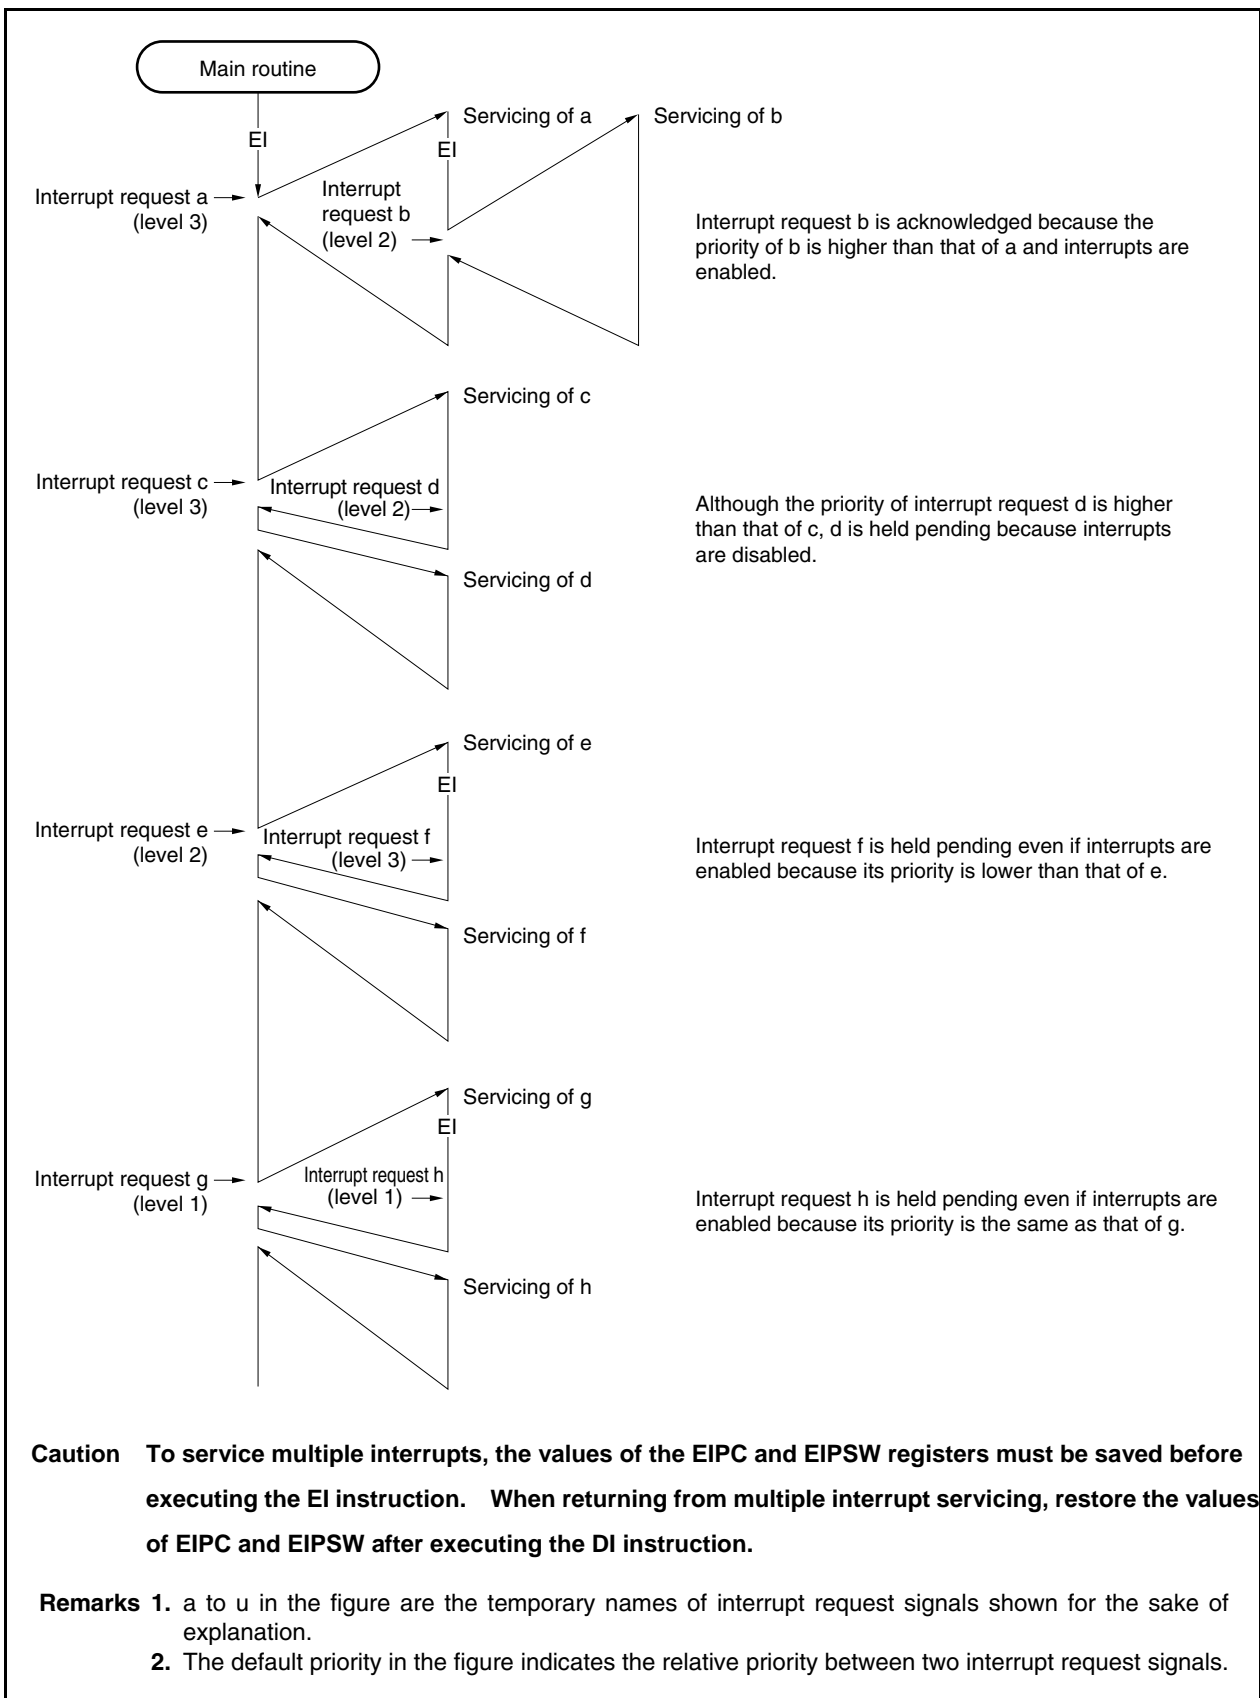 Main routine
EI
Servicing of a
Servicing of b
EI
Interrupt request a
(level 3)
Interrupt
request b
(level 2)
Interrupt request b is acknowledged because the
priority of b is higher than that of a and interrupts are
enabled.
Servicing of c
Interrupt request c
(level 3)
Interrupt request d
(level 2)
Although the priority of interrupt request d is higher
than that of c, d is held pending because interrupts
are disabled.
Servicing of d
Servicing of e
EI
Interrupt request e
(level 2)
Interrupt request f
(level 3)
Interrupt request f is held pending even if interrupts are
enabled because its priority is lower than that of e.
Servicing of f
Servicing of g
EI
Interrupt request g
(level 1)
Interrupt request h
(level 1)
Interrupt request h is held pending even if interrupts are
enabled because its priority is the same as that of g.
Servicing of h
Caution To service multiple interrupts, the values of the EIPC and EIPSW registers must be saved before
executing the EI instruction. When returning from multiple interrupt servicing, restore the values
of EIPC and EIPSW after executing the DI instruction.
Remarks 1. a to u in the figure are the temporary names of interrupt request signals shown for the sake of
explanation.
2. The default priority in the figure indicates the relative priority between two interrupt request signals.